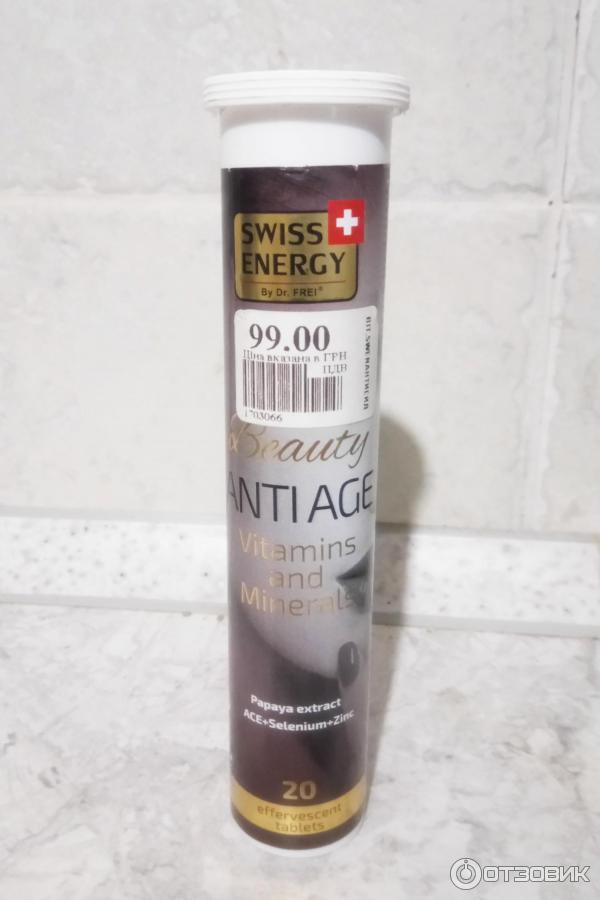 SWISS
ENERGY
By Dr. FREI®
99.00
Ціна вказана в ГРН
ПДВ
1703066
Beauty
ANTI AGE
Vitamins
and
Minerals
Papaya extract
ACE+Selenium+Zinc
20
effervescent
tablets
ОТЗОВИК